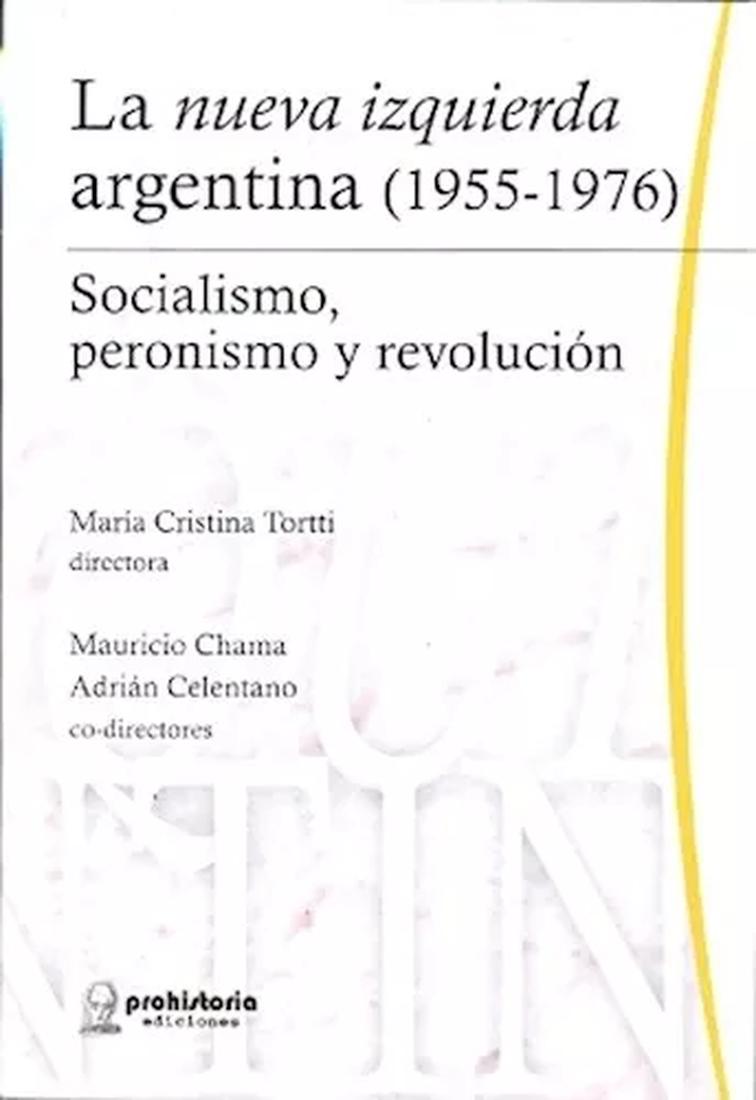 La nueva izquierda
argentina (1955-1976)
Socialismo,
peronismo y revolución
María Cristina Tortti
directora
Mauricio Chama
Adrián Celentano
co-directores
prohistoria
ediciones